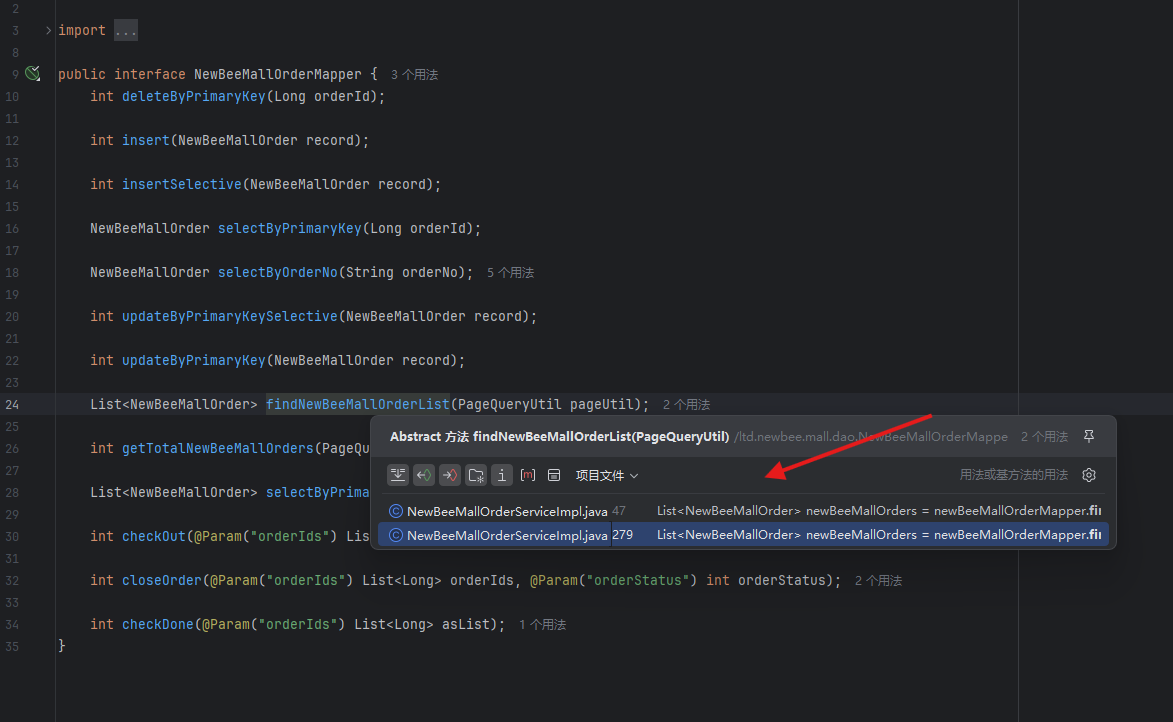 2
3 import ...
8
9 public interface NewBeeMallOrderMapper { 3 个用法
10 int deleteByPrimaryKey(Long orderId);
11
12 int insert(NewBeeMallOrder record);
13
14 int insertSelective(NewBeeMallOrder record);
15
16 NewBeeMallOrder selectByPrimaryKey(Long orderId);
17
18 NewBeeMallOrder selectByOrderNo(String orderNo); 5 个用法
19
20 int updateByPrimaryKeySelective(NewBeeMallOrder record);
21
22 int updateByPrimaryKey(NewBeeMallOrder record);
23
24 List<NewBeeMallOrder> findNewBeeMallOrderList(PageQueryUtil pageUtil); 2 个用法
25
Abstract 方法 findNewBeeMallOrderList(PageQueryUtil) /ltd.newbee.mall.dao.NewBeeMallOrderMappe 2 个用法
26 int getTotalNewBeeMallOrders(PageQu
27
项目文件 用法或基方法的用法
28 List<NewBeeMallOrder> selectByPrima
29
NewBeeMallOrderServiceImpl.java 47 List<NewBeeMallOrder> newBeeMallOrders = newBeeMallOrderMapper.fi
30 int checkOut(@Param("orderIds") Lis
NewBeeMallOrderServiceImpl.java 279 List<NewBeeMallOrder> newBeeMallOrders = newBeeMallOrderMapper.fi
31
32 int closeOrder(@Param("orderIds") List<Long> orderIds, @Param("orderStatus") int orderStatus); 2 个用法
33
34 int checkDone(@Param("orderIds") List<Long> asList); 1 个用法
35 }